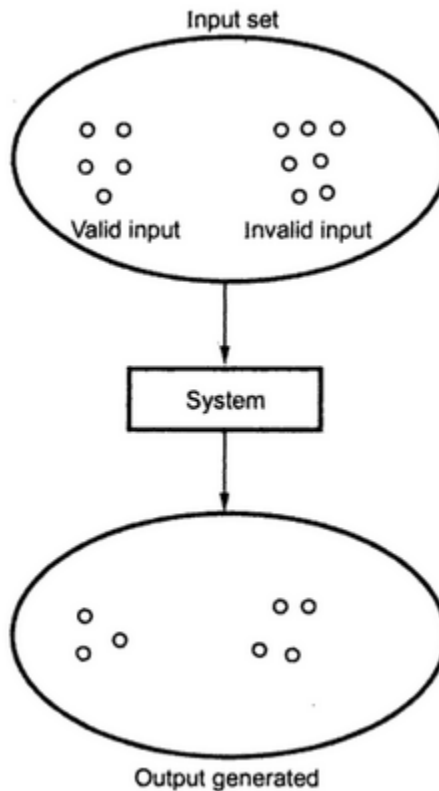 Input set
Valid input
Invalid input
System
Output generated